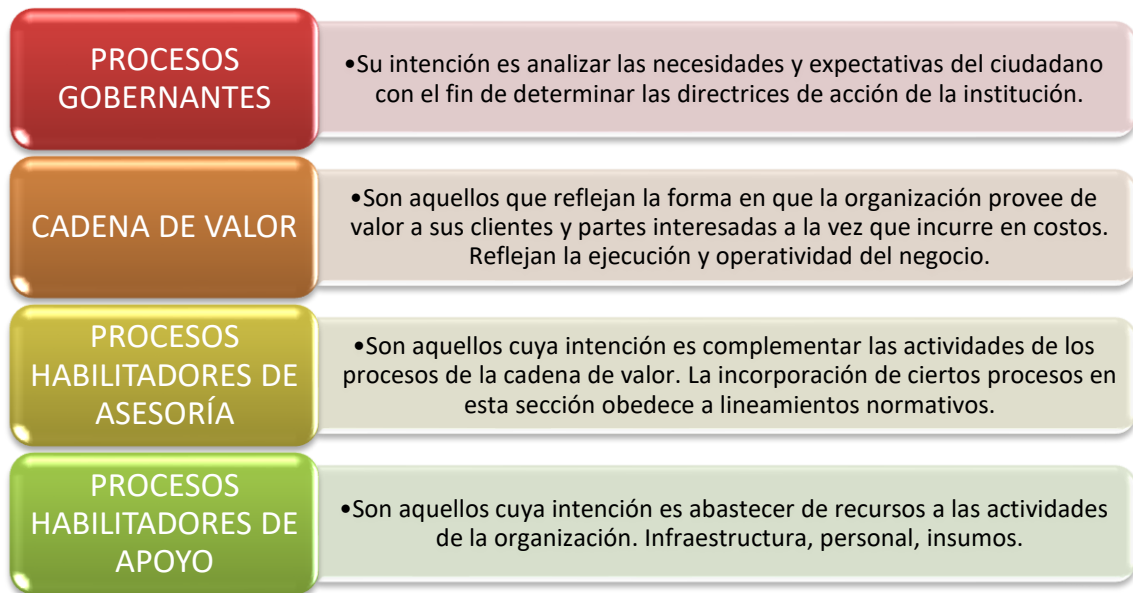 PROCESOS
GOBERNANTES
•Su intención es analizar las necesidades y expectativas del ciudadano
con el fin de determinar las directrices de acción de la institución.
CADENA DE VALOR
•Son aquellos que reflejan la forma en que la organización provee de
valor a sus clientes y partes interesadas a la vez que incurre en costos.
Reflejan la ejecución y operatividad del negocio.
PROCESOS
HABILITADORES DE
ASESORÍA
•Son aquellos cuya intención es complementar las actividades de los
procesos de la cadena de valor. La incorporación de ciertos procesos en
esta sección obedece a lineamientos normativos.
PROCESOS
HABILITADORES DE
APOYO
•Son aquellos cuya intención es abastecer de recursos a las actividades
de la organización. Infraestructura, personal, insumos.